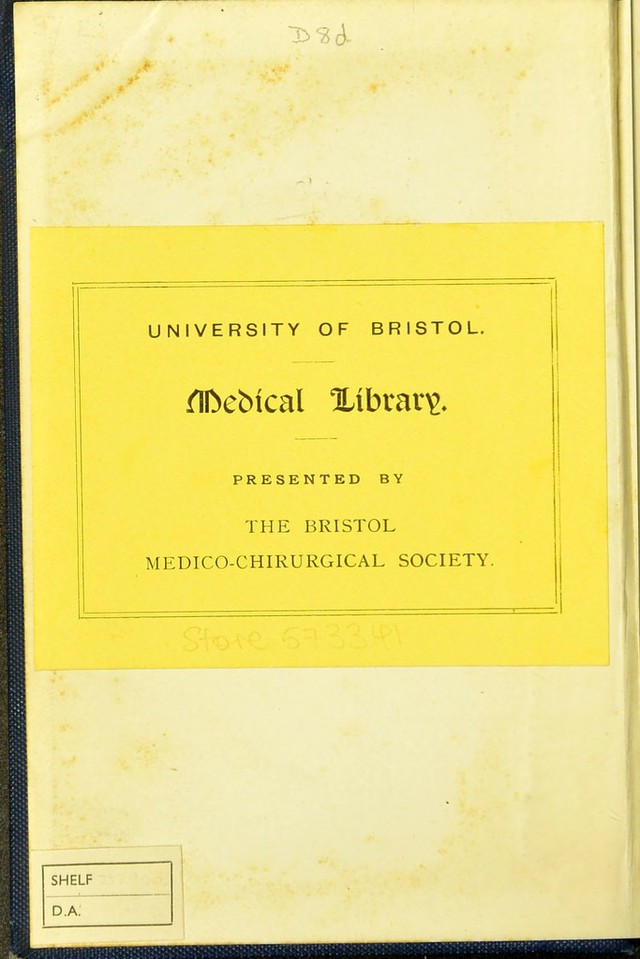 D8d
UNIVERSITY OF BRISTOL.
Medical Library.
PRESENTED BY
THE BRISTOL
MEDICO-CHIRURGICAL SOCIETY.
Store 573341
SHELF
D.A.